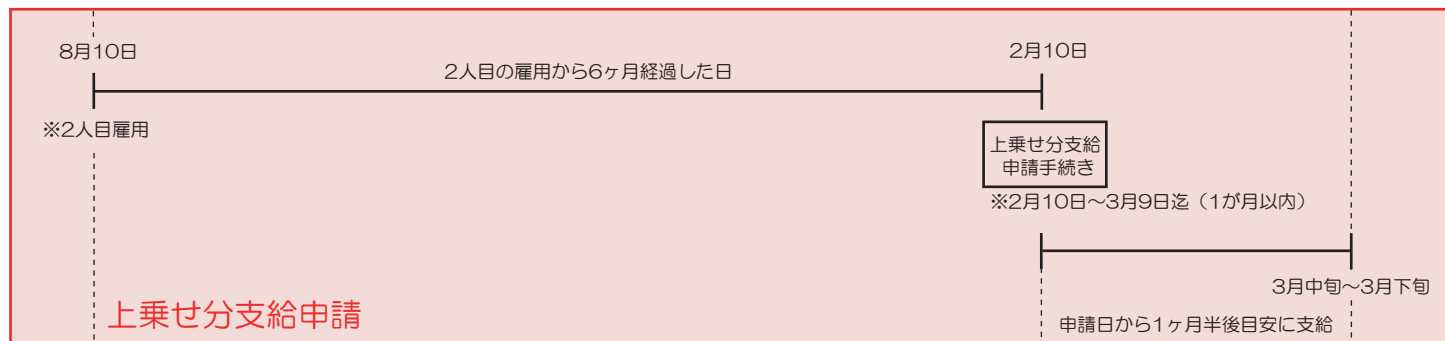 8月10日
2月10日
2人目の雇用から6ヶ月経過した日
※2人目雇用
上乗せ分支給
申請手続き
※2月10日〜3月9日迄（1が月以内）
3月中旬〜3月下旬
上乗せ分支給申請
申請日から1ヶ月半後目安に支給